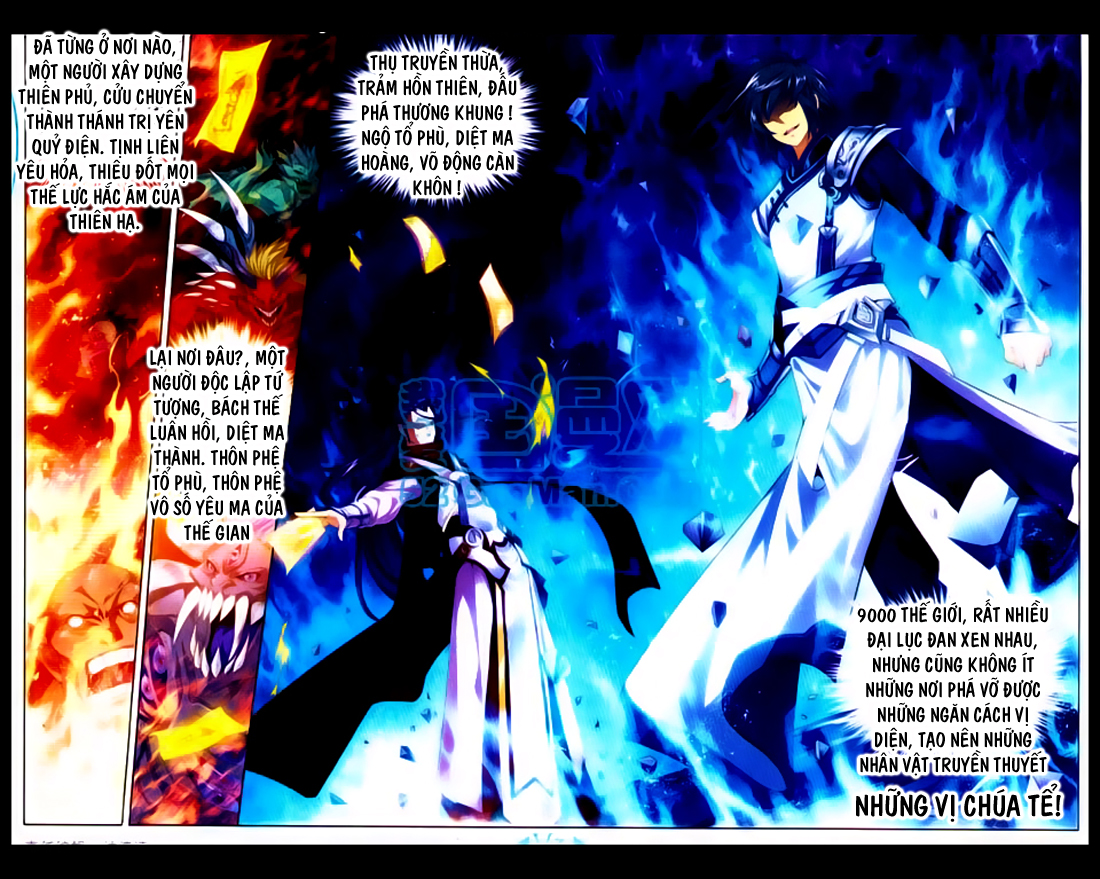 ĐÃ TỪNG Ở NƠI NÀO,
MỘT NGƯỜI XÂY DỰNG
THIÊN PHỦ, CỬU CHUYỂN
THÀNH THÁNH TRỊ YÊN
QUỶ ĐIỆN. TỊNH LIÊN
YÊU HỎA, THIÊU ĐỐT MỌI
THẾ LỰC HẮC ÁM CỦA
THIÊN HẠ.
THỤ TRUYỀN THỪA,
TRẢM HỒN THIÊN, ĐẤU
PHÁ THƯƠNG KHUNG !
NGỘ TỔ PHÙ, DIỆT MA
HOÀNG, VÕ ĐỘNG CÀN
KHÔN !
LẠI NƠI ĐÂU?, MỘT
NGƯỜI ĐỘC LẬP TỨ
TƯỢNG, BÁCH THẾ
LUÂN HỒI, DIỆT MA
THÀNH. THÔN PHỆ
TỔ PHÙ, THÔN PHỆ
VÔ SỐ YÊU MA CỦA
THẾ GIAN
9000 THẾ GIỚI, RẤT NHIỀU
ĐẠI LỤC ĐAN XEN NHAU,
NHƯNG CŨNG KHÔNG ÍT
NHỮNG NƠI PHÁ VỠ ĐƯỢC
NHỮNG NGĂN CÁCH VỊ
DIỆN, TẠO NÊN NHỮNG
NHÂN VẬT TRUYỀN THUYẾT
NHỮNG VỊ CHÚA TỂ!